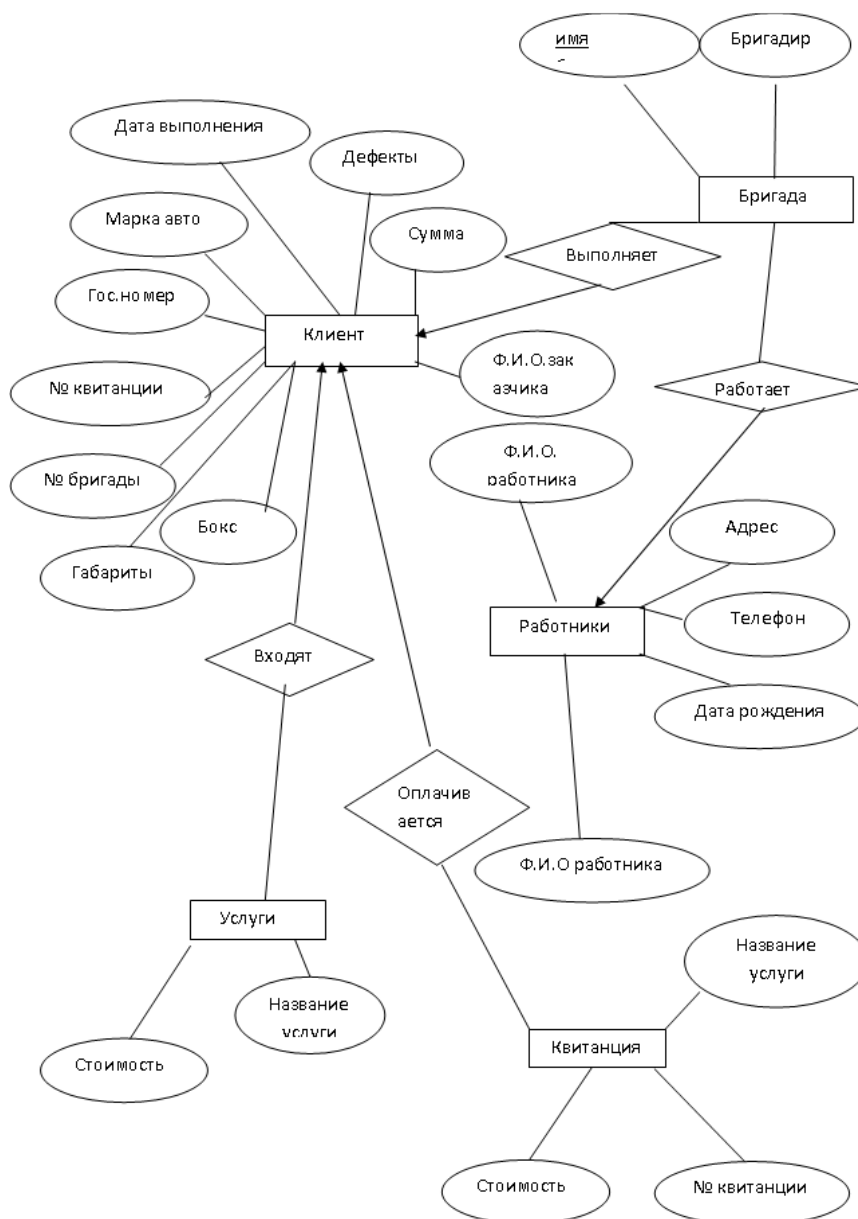 имя
Бригадир
Дата выполнения
Дефекты
Бригада
Марка авто
Сумма
Выполняет
Гос.номер
Клиент
Ф.И.О.зак
азчика
№ квитанции
Работает
Ф.И.О.
работника
№ бригады
Бокс
Адрес
Габариты
Работники
Телефон
Входят
Дата рождения
Оплачив
ается
Ф.И.О работника
Услуги
Название
услуги
Название
услуги
Квитанция
Стоимость
Стоимость
№ квитанции